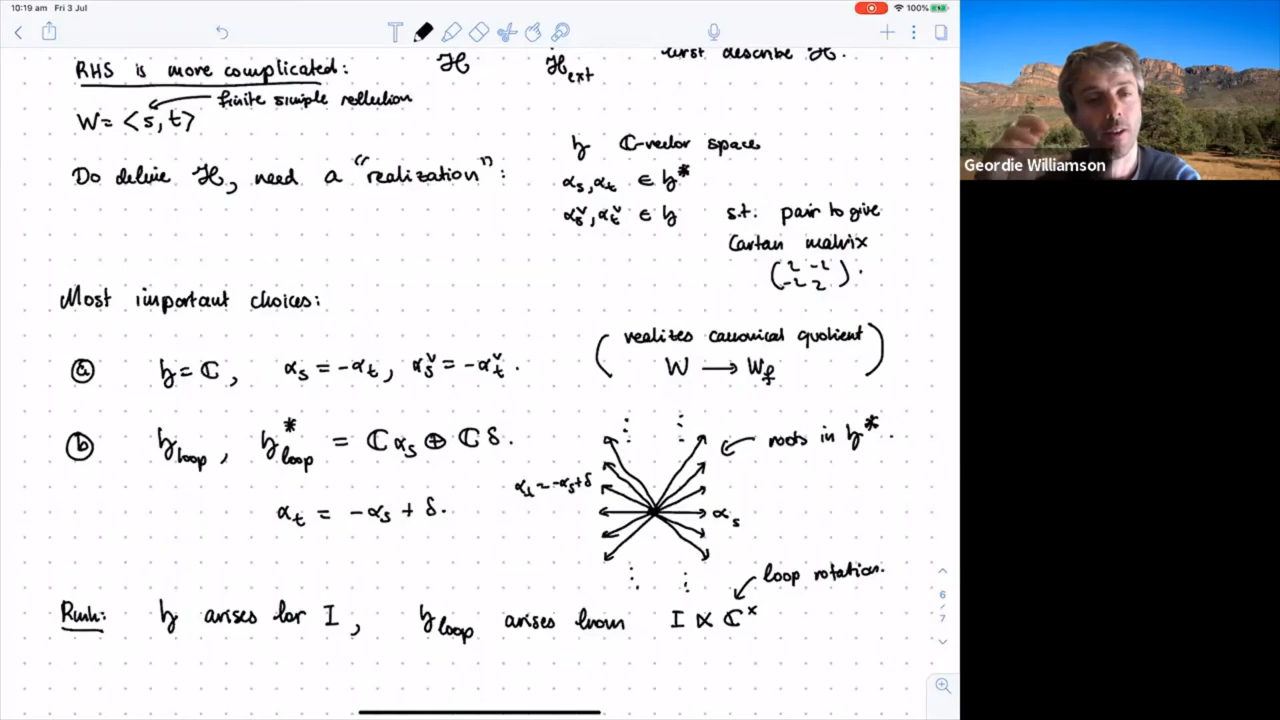 10:19 am Fri 3 Jul
100%
RHS is more complicated:
ℋ ℋ_ext first describe ℋ.
finite simple reflection
W = <s, t>
𝔥 ℂ-vector space
Do define ℋ, need a "realization":
α_s, α_t ∈ 𝔥*
α_s^∨, α_t^∨ ∈ 𝔥 s.t. pair to give
Cartan matrix
(2 -2
-2 2).
Most important choices:
(realizes canonical quotient
W → W_f)
ⓐ 𝔥 = ℂ, α_s = -α_t, α_s^∨ = -α_t^∨.
ⓑ 𝔥_loop, 𝔥*_loop = ℂα_s ⊕ ℂδ.
roots in 𝔥*.
α_t = -α_s + δ.
α_t = -α_s+δ
α_s
loop rotation.
Rmk: 𝔥 arises for I, 𝔥_loop arises from I ⋊ ℂ^×
6
7
Geordie Williamson